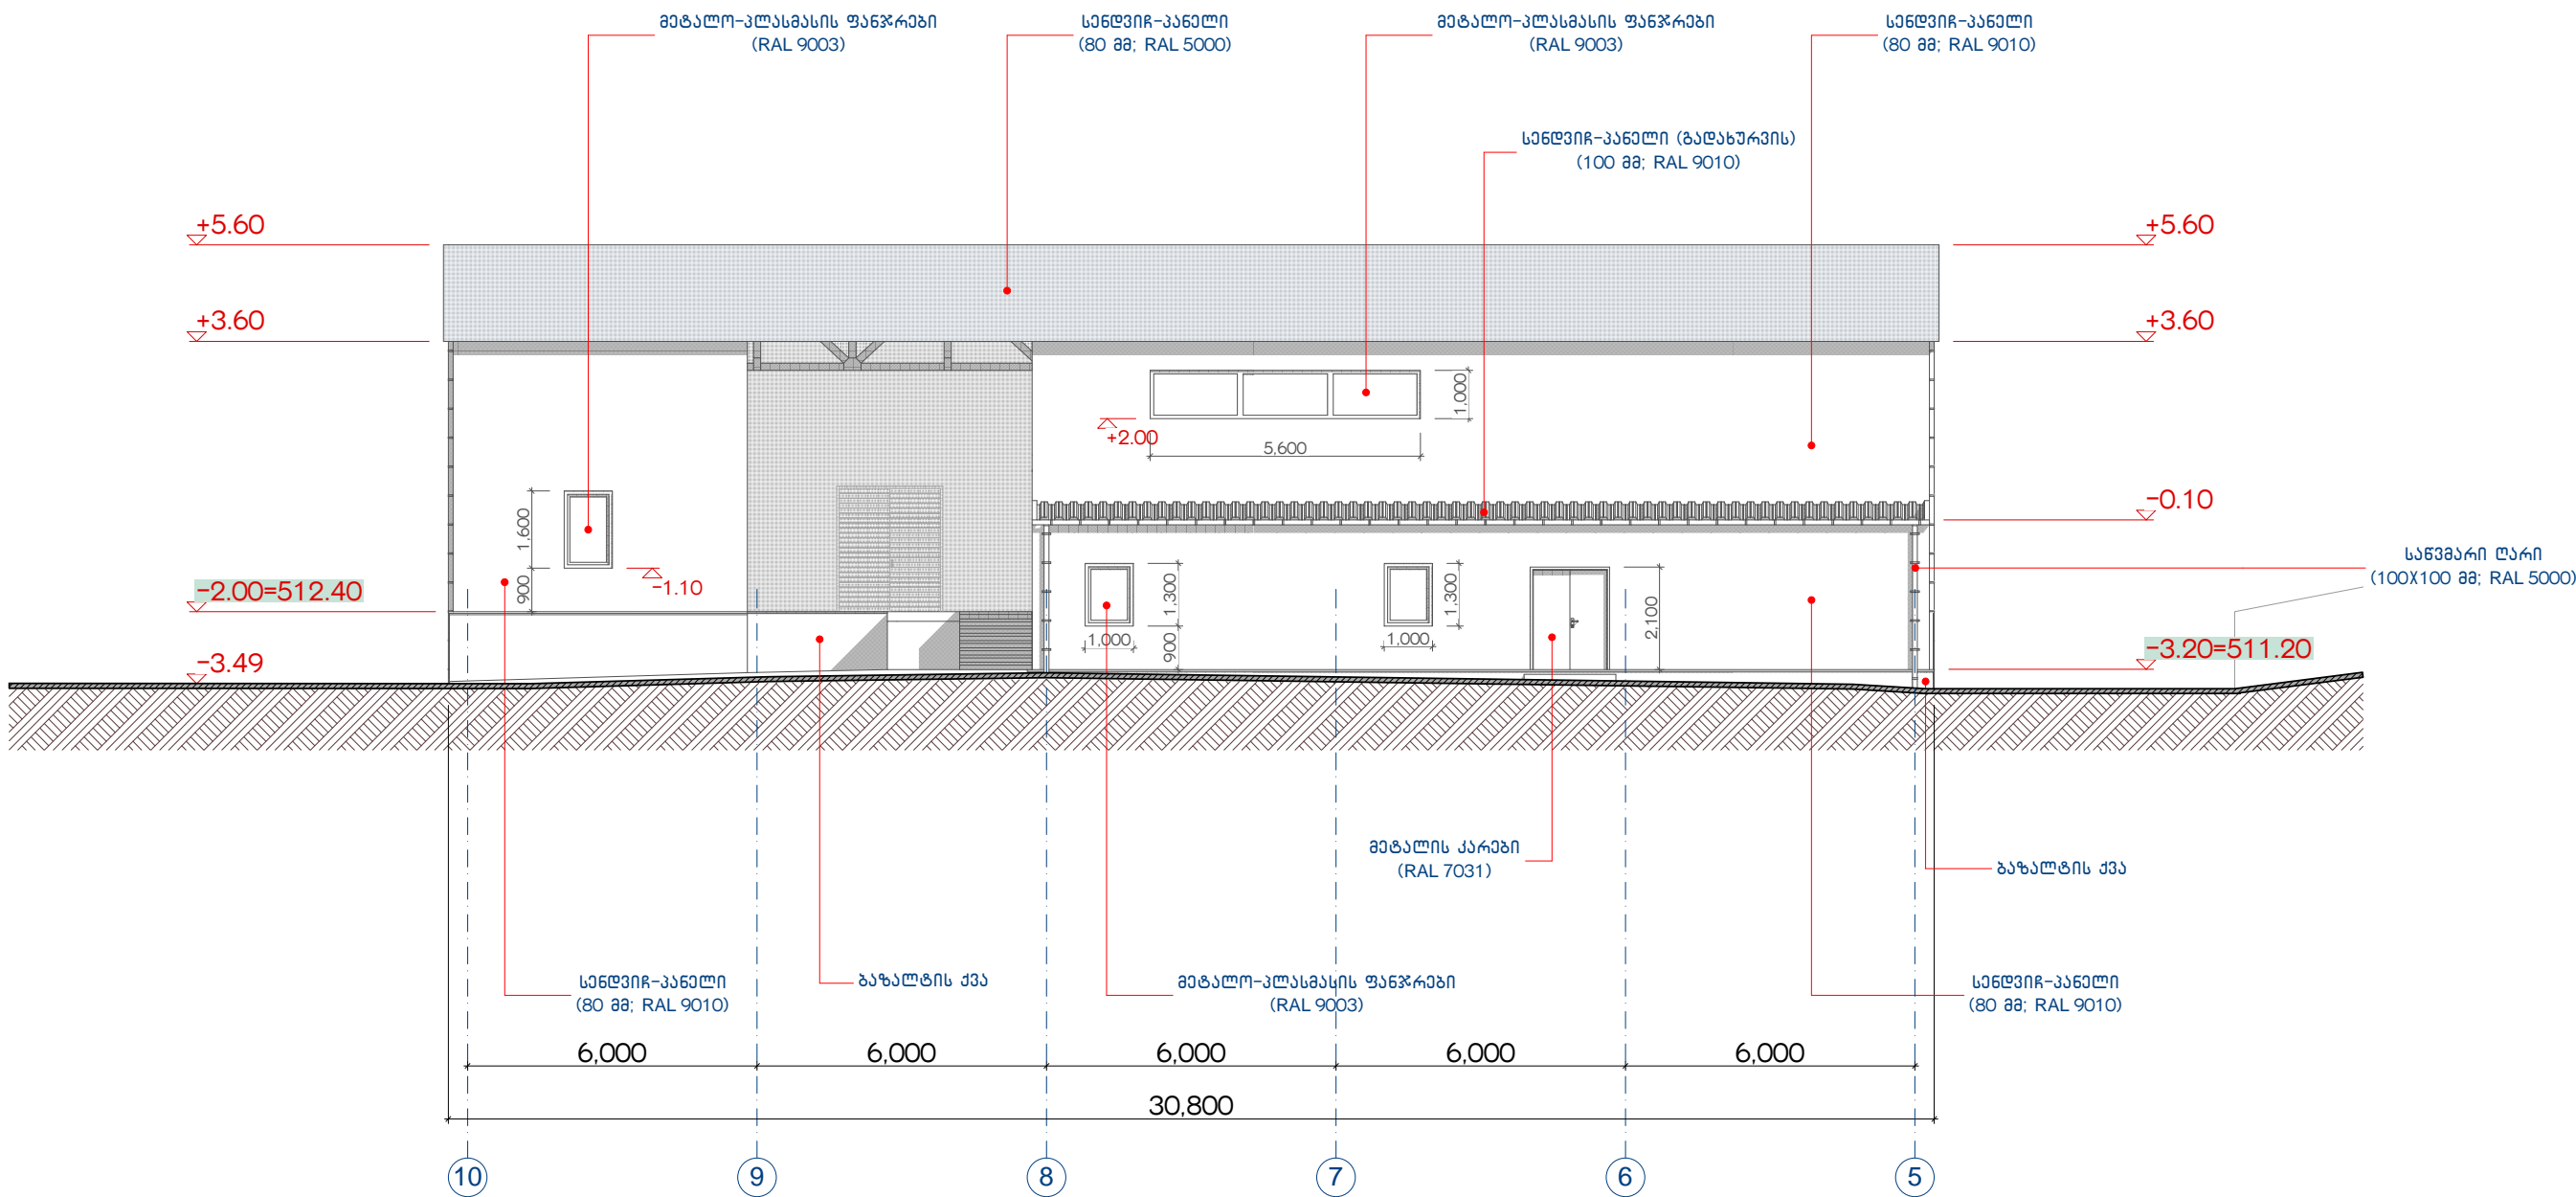 მეტალო-პლასმასის ფანჯრები
(RAL 9003)
სენდვიჩ-პანელი
(80 მმ; RAL 5000)
მეტალო-პლასმასის ფანჯრები
(RAL 9003)
სენდვიჩ-პანელი
(80 მმ; RAL 9010)
სენდვიჩ-პანელი (გადახურვის)
(100 მმ; RAL 9010)
+5.60
+5.60
+3.60
+3.60
1,000
+2.00
5,600
-0.10
1,600
900
-1.10
-2.00=512.40
საწვმარი ღარი
(100X100 მმ; RAL 5000)
1,300
1,000
900
1,300
1,000
2,100
-3.49
-3.20=511.20
მეტალის კარები
(RAL 7031)
ბაზალტის ქვა
სენდვიჩ-პანელი
(80 მმ; RAL 9010)
ბაზალტის ქვა
მეტალო-პლასმასის ფანჯრები
(RAL 9003)
სენდვიჩ-პანელი
(80 მმ; RAL 9010)
6,000 6,000 6,000 6,000 6,000
30,800
10 9 8 7 6 5